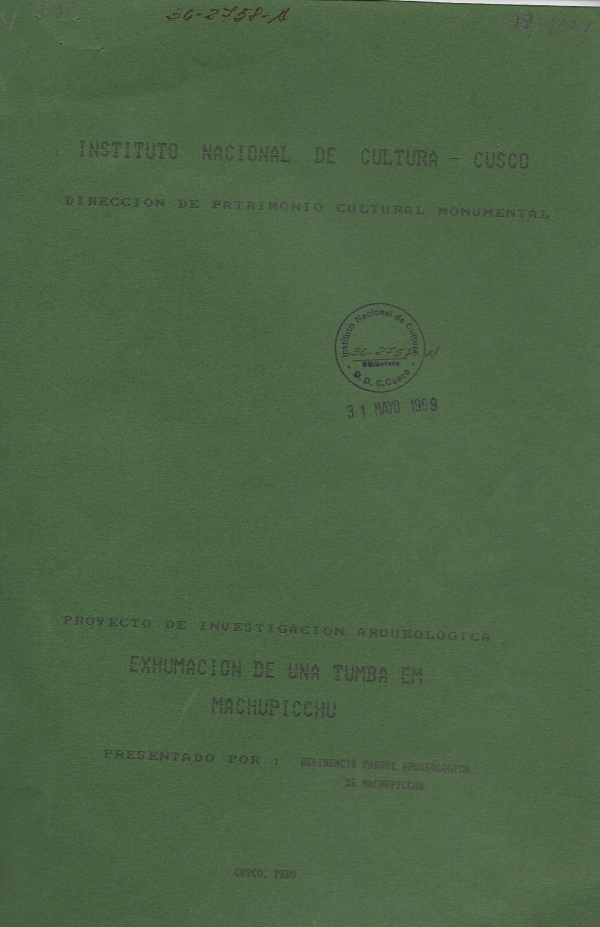 36-2758-A
INSTITUTO NACIONAL DE CULTURA - CUSCO
DIRECCION DE PATRIMONIO CULTURAL MONUMENTAL
Instituto Nacional de Cultura
36-2758-A
Biblioteca
D. D. C. Cusco
31 MAYO 1999
PROYECTO DE INVESTIGACION ARQUEOLOGICA
EXHUMACION DE UNA TUMBA EM
MACHUPICCHU
PRESENTADO POR : RESIDENCIA PARQUE ARQUEOLOGICA
DE MACHUPICCHU
CUSCO, PERU